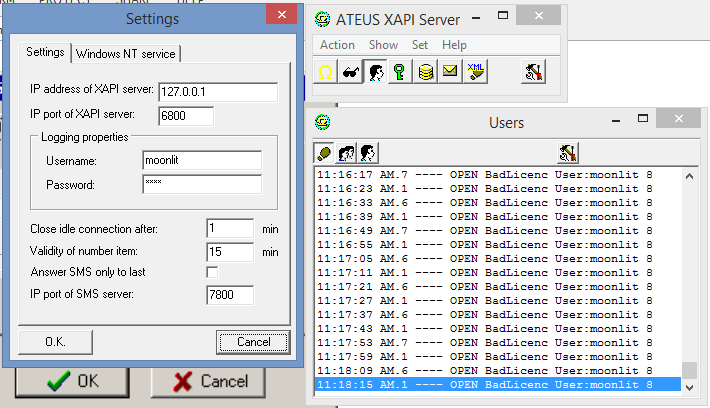 Settings
Settings
Windows NT service
IP address of XAPI server:
127.0.0.1
IP port of XAPI server:
6800
Logging properties
Username:
moonlit
Password:
****
Close idle connection after:
1
min
Validity of number item:
15
min
Answer SMS only to last
IP port of SMS server:
7800
O.K.
Cancel
OK
Cancel
ATEUS XAPI Server
Action Show Set Help
XML
Users
11:16:17 AM.7 ---- OPEN BadLicenc User:moonlit 8
11:16:23 AM.1 ---- OPEN BadLicenc User:moonlit 8
11:16:33 AM.6 ---- OPEN BadLicenc User:moonlit 8
11:16:39 AM.1 ---- OPEN BadLicenc User:moonlit 8
11:16:49 AM.7 ---- OPEN BadLicenc User:moonlit 8
11:16:55 AM.1 ---- OPEN BadLicenc User:moonlit 8
11:17:05 AM.6 ---- OPEN BadLicenc User:moonlit 8
11:17:11 AM.1 ---- OPEN BadLicenc User:moonlit 8
11:17:21 AM.6 ---- OPEN BadLicenc User:moonlit 8
11:17:27 AM.1 ---- OPEN BadLicenc User:moonlit 8
11:17:37 AM.6 ---- OPEN BadLicenc User:moonlit 8
11:17:43 AM.1 ---- OPEN BadLicenc User:moonlit 8
11:17:53 AM.7 ---- OPEN BadLicenc User:moonlit 8
11:17:59 AM.1 ---- OPEN BadLicenc User:moonlit 8
11:18:09 AM.6 ---- OPEN BadLicenc User:moonlit 8
11:18:15 AM.1 ---- OPEN BadLicenc User:moonlit 8